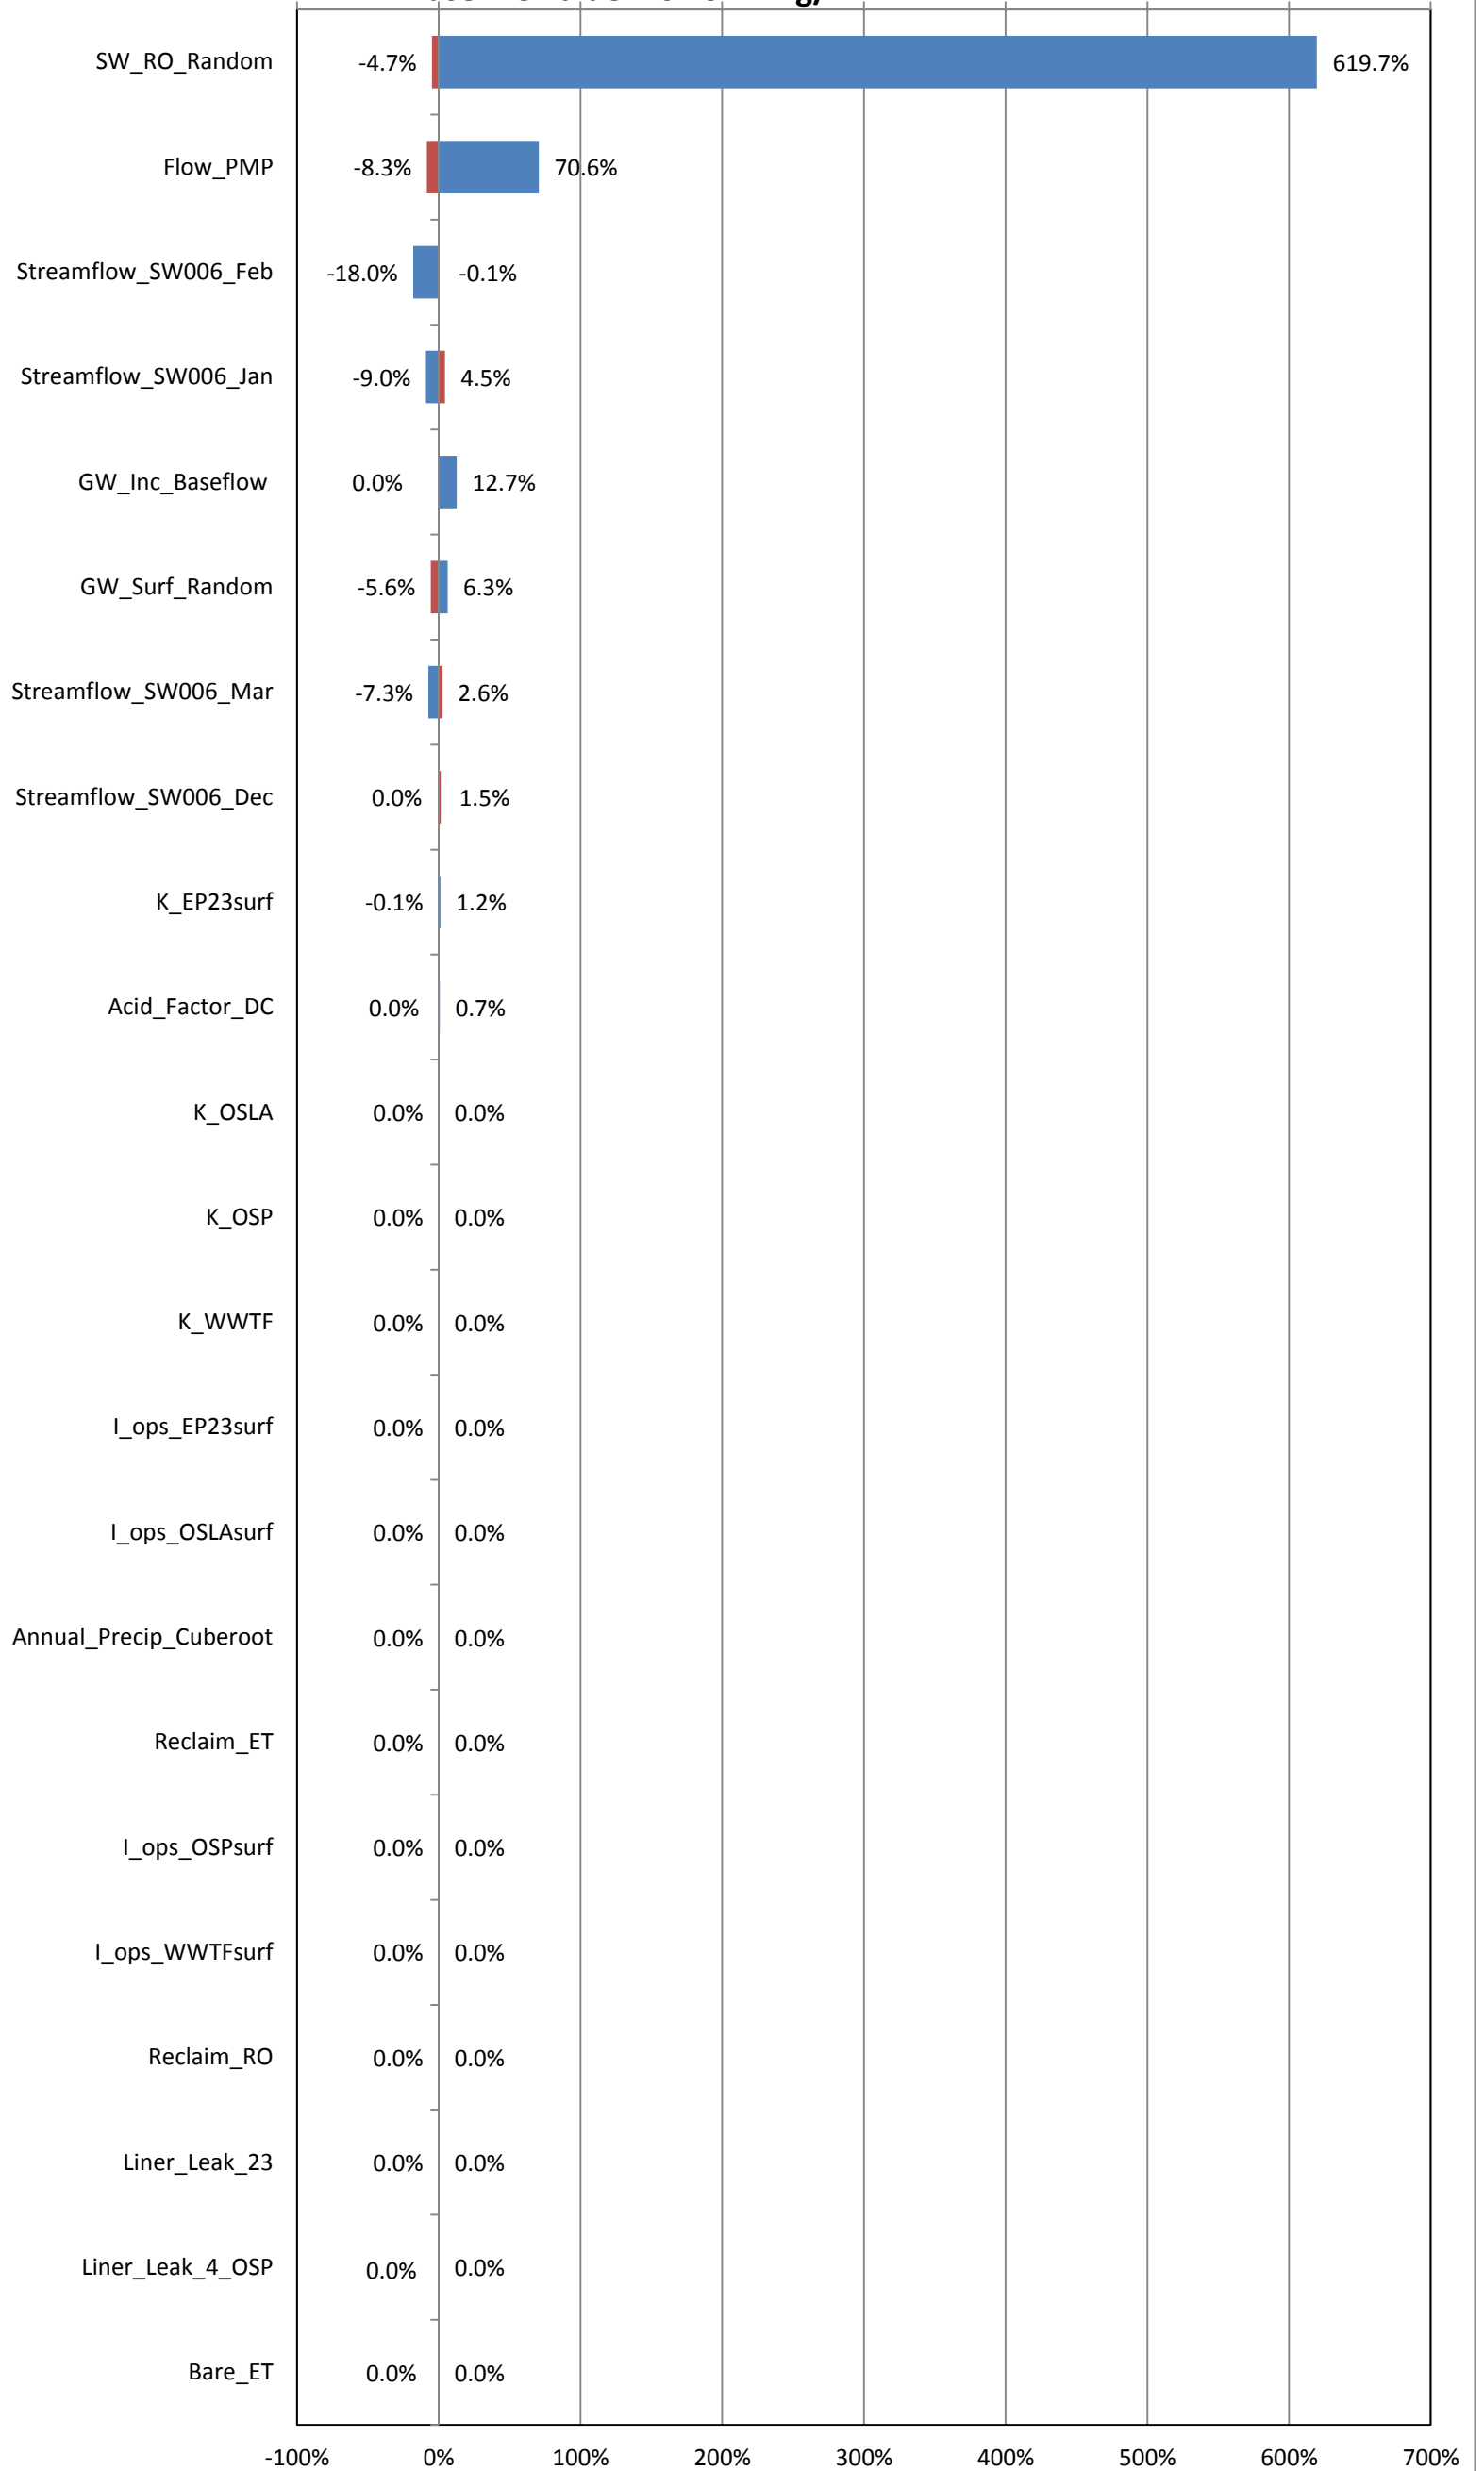 SW_RO_Random -4.7% 619.7%
Flow_PMP -8.3% 70.6%
Streamflow_SW006_Feb -18.0% -0.1%
Streamflow_SW006_Jan -9.0% 4.5%
GW_Inc_Baseflow 0.0% 12.7%
GW_Surf_Random -5.6% 6.3%
Streamflow_SW006_Mar -7.3% 2.6%
Streamflow_SW006_Dec 0.0% 1.5%
K_EP23surf -0.1% 1.2%
Acid_Factor_DC 0.0% 0.7%
K_OSLA 0.0% 0.0%
K_OSP 0.0% 0.0%
K_WWTF 0.0% 0.0%
I_ops_EP23surf 0.0% 0.0%
I_ops_OSLAsurf 0.0% 0.0%
Annual_Precip_Cuberoot 0.0% 0.0%
Reclaim_ET 0.0% 0.0%
I_ops_OSPsurf 0.0% 0.0%
I_ops_WWTFsurf 0.0% 0.0%
Reclaim_RO 0.0% 0.0%
Liner_Leak_23 0.0% 0.0%
Liner_Leak_4_OSP 0.0% 0.0%
Bare_ET 0.0% 0.0%
-100% 0% 100% 200% 300% 400% 500% 600% 700%